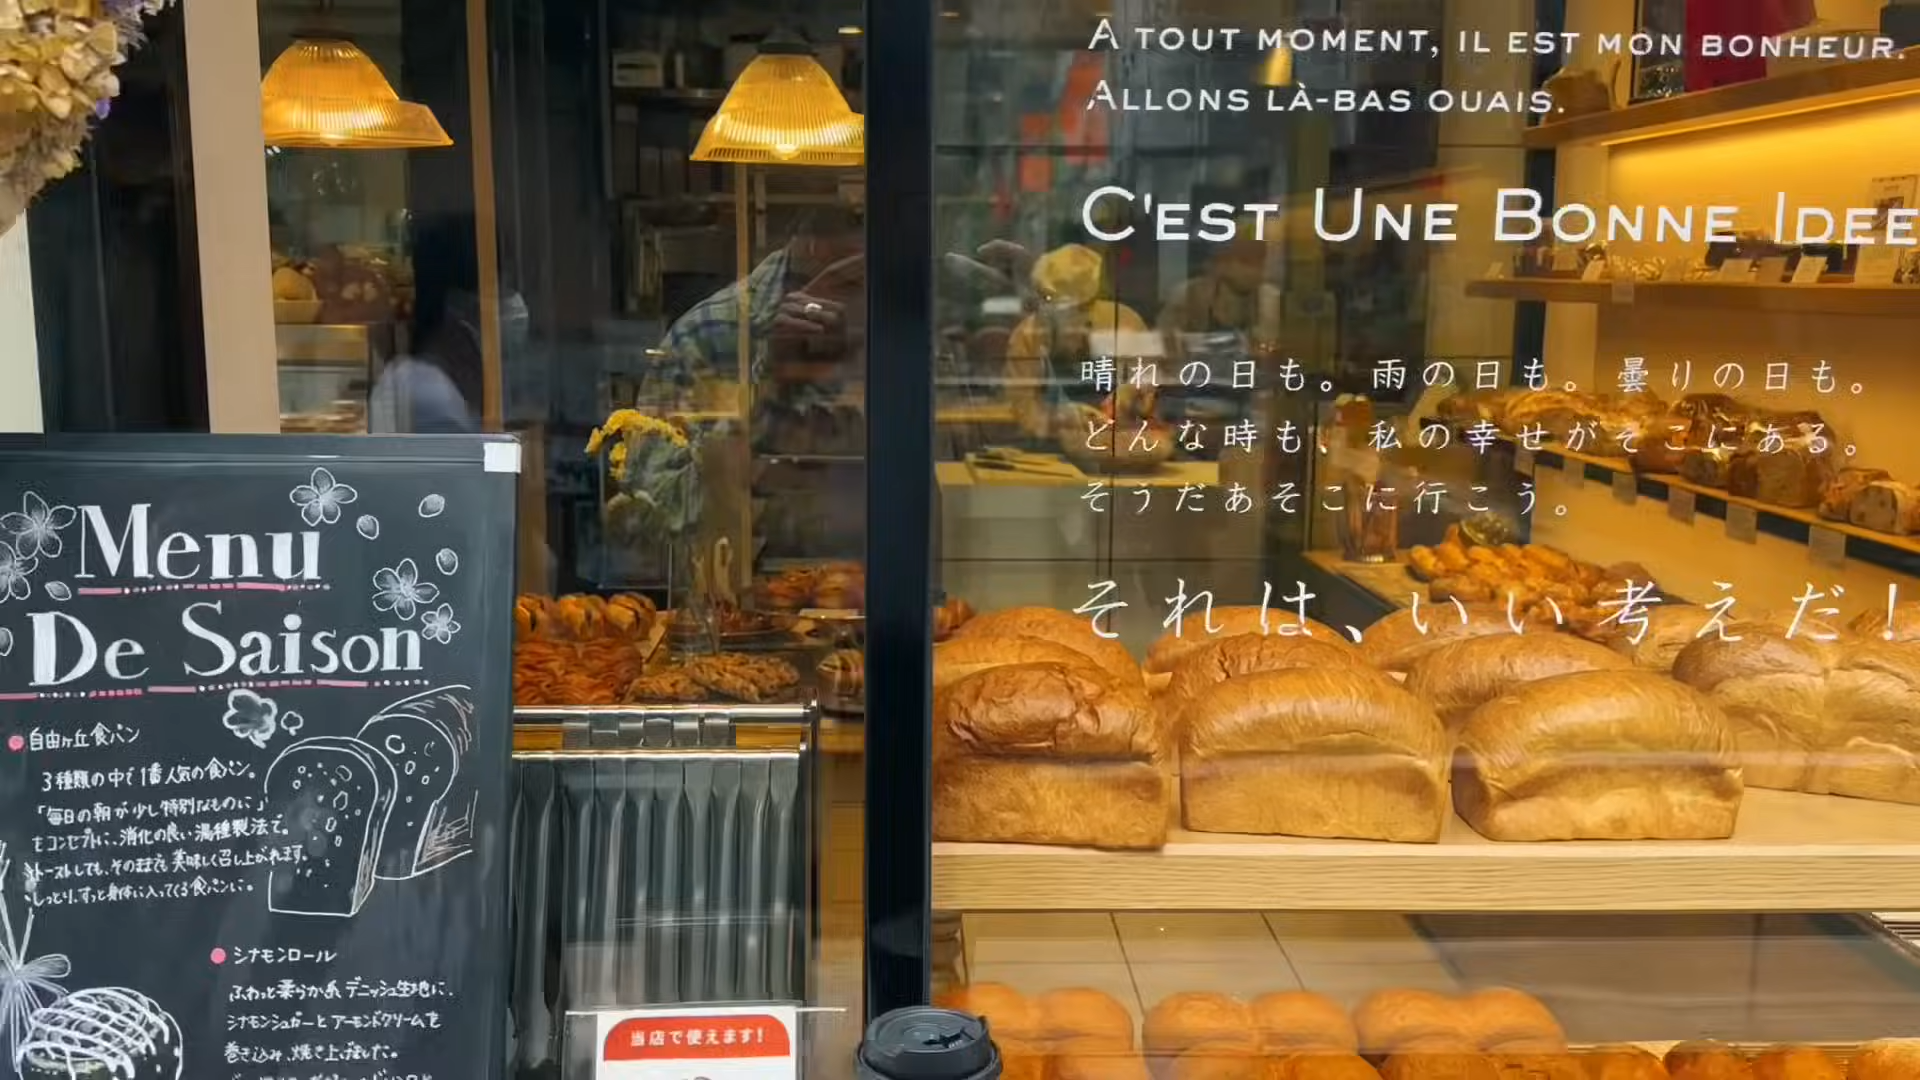 A TOUT MOMENT, IL EST MON BONHEUR.
ALLONS LÀ-BAS OUAIS.
C'EST UNE BONNE IDEE
晴れの日も。雨の日も。曇りの日も。
どんな時も、私の幸せがそこにある。
そうだあそこに行こう。
それは、いい考えだ！
Menu
De Saison
自由ヶ丘食パン
3種類の中で1番人気の食パン。
「毎日の朝が少し特別なものに」
をコンセプトに、消化の良い湯種製法で。
トーストしても、そのままでも美味しく召し上がれます。
しっとり、すっと身体に入ってくる食パンに。
シナモンロール
ふわっと柔らかな デニッシュ生地に、
シナモンシュガーと アーモンドクリームを
巻き込み、焼き上げました。
当店で使えます！